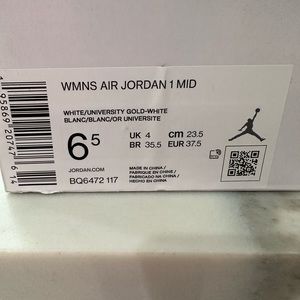 WMNS AIR JORDAN 1 MID
WHITE/UNIVERSITY GOLD-WHITE
BLANC/BLANC/OR UNIVERSITE
6 5
UK 4 cm 23.5
BR 35.5 EUR 37.5
JORDAN.COM
BQ6472 117
MADE IN CHINA /
FABRIQUE EN CHINE /
FABRICADO NA CHINA /
HECHO EN CHINA